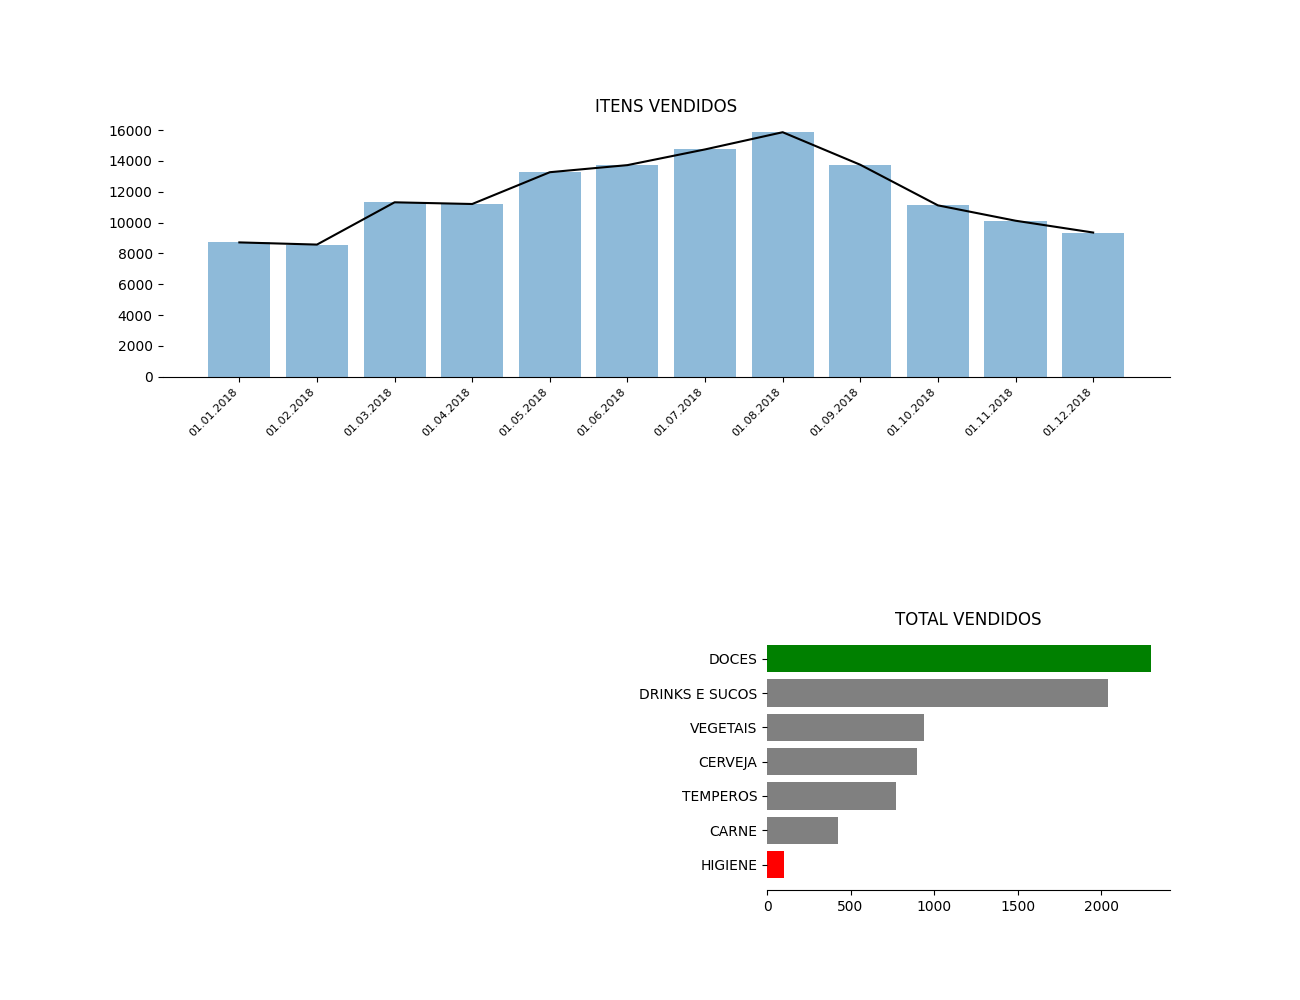 ITENS VENDIDOS
16000
14000
12000
10000
8000
6000
4000
2000
0
01.01.2018
01.02.2018
01.03.2018
01.04.2018
01.05.2018
01.06.2018
01.07.2018
01.08.2018
01.09.2018
01.10.2018
01.11.2018
01.12.2018
TOTAL VENDIDOS
DOCES
DRINKS E SUCOS
VEGETAIS
CERVEJA
TEMPEROS
CARNE
HIGIENE
0 500 1000 1500 2000